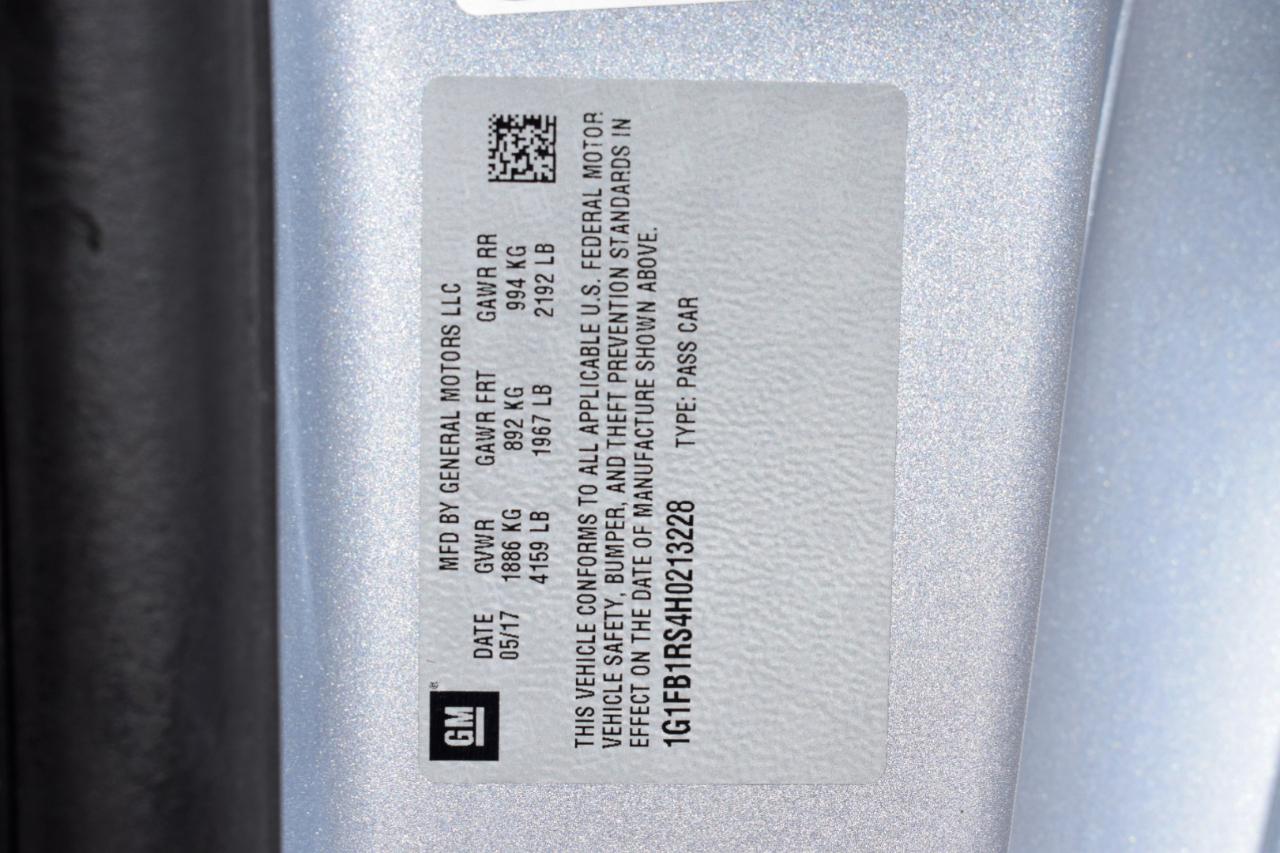 GM®
MFD BY GENERAL MOTORS LLC
DATE GVWR GAWR FRT GAWR RR
05/17 1886 KG 892 KG 994 KG
4159 LB 1967 LB 2192 LB
THIS VEHICLE CONFORMS TO ALL APPLICABLE U.S. FEDERAL MOTOR
VEHICLE SAFETY, BUMPER, AND THEFT PREVENTION STANDARDS IN
EFFECT ON THE DATE OF MANUFACTURE SHOWN ABOVE.
1G1FB1RS4H0213228 TYPE: PASS CAR